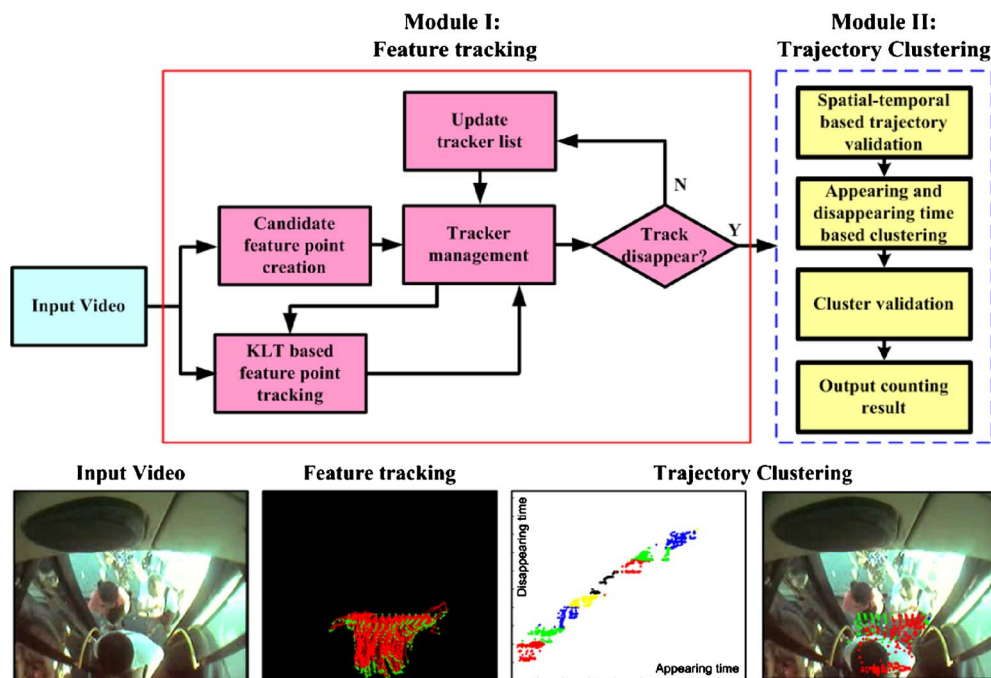 Module I:
Feature tracking
Module II:
Trajectory Clustering
Update
tracker list
Spatial-temporal
based trajectory
validation
N
Candidate
feature point
creation
Tracker
management
Track
disappear?
Y
Appearing and
disappearing time
based clustering
Input Video
Cluster validation
KLT based
feature point
tracking
Output counting
result
Input Video
Feature tracking
Trajectory Clustering
Disappearing time
Appearing time